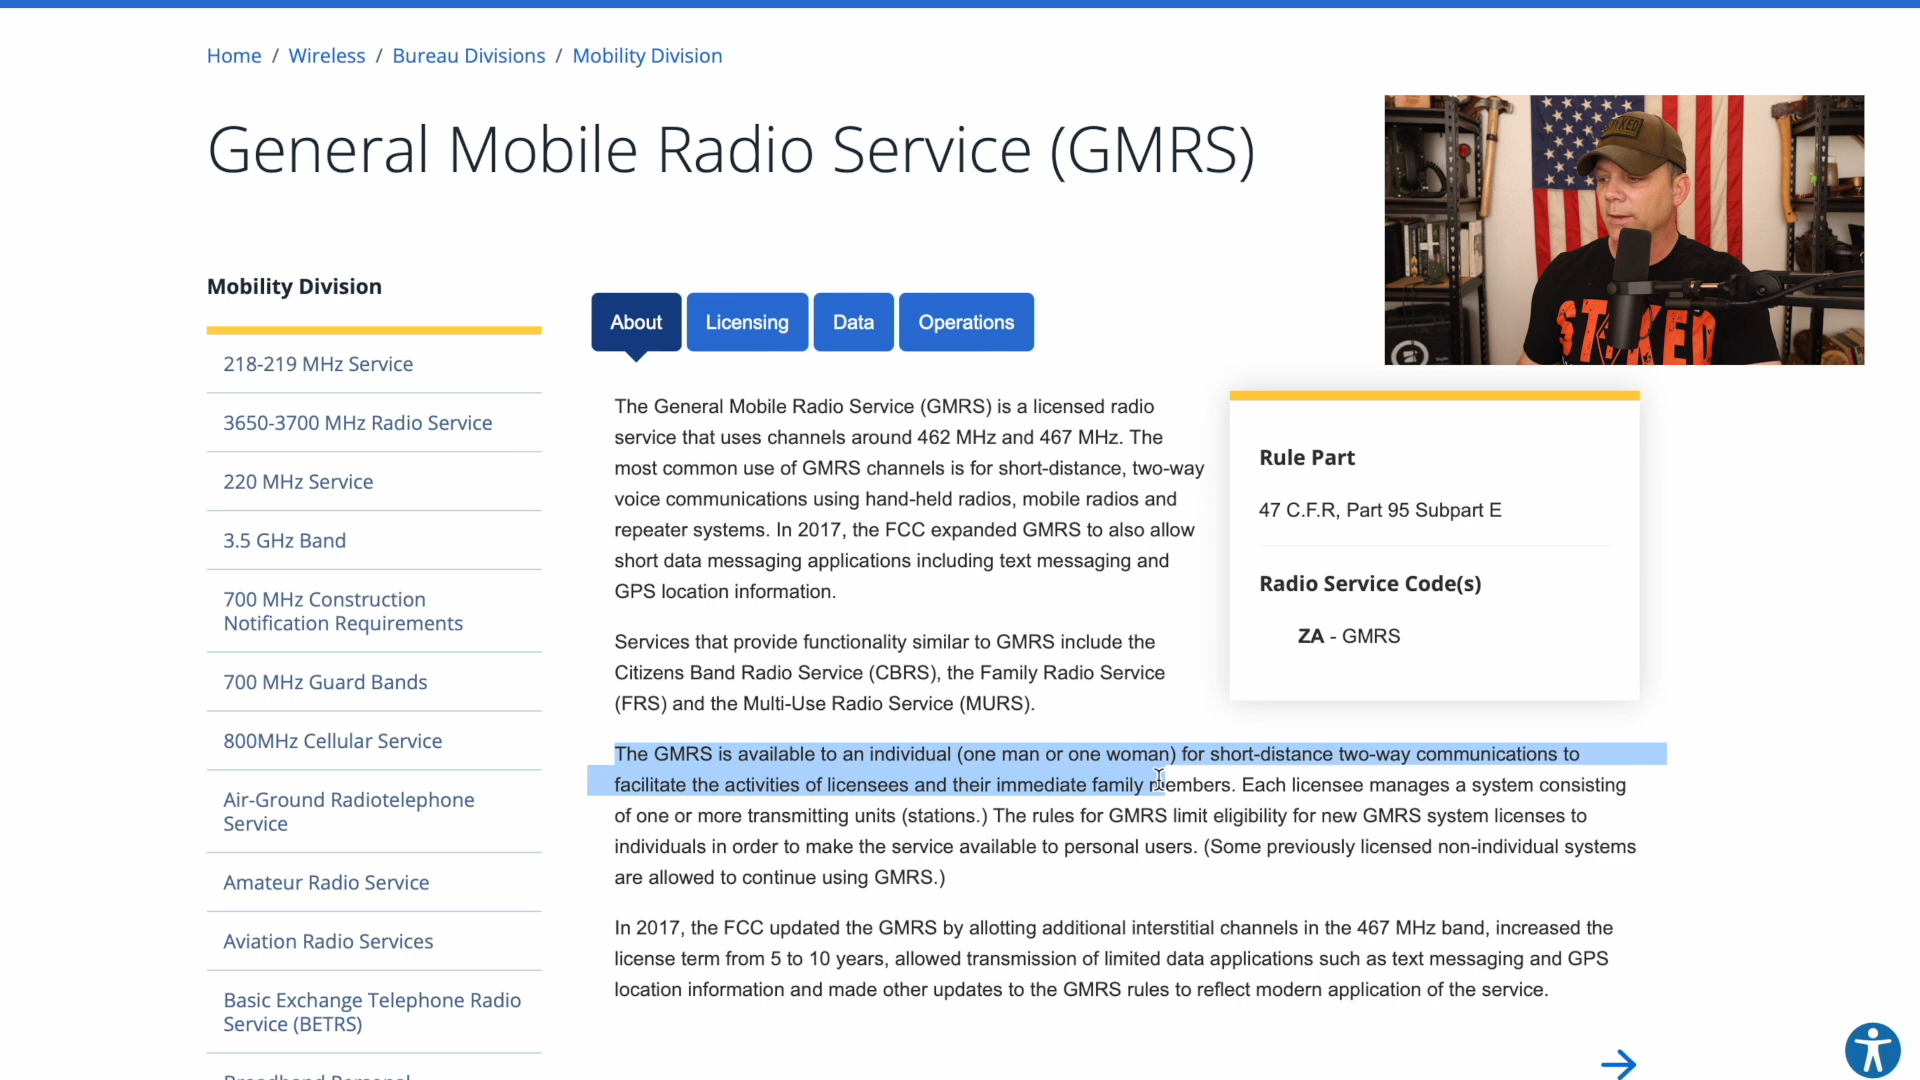 Home / Wireless / Bureau Divisions / Mobility Division
General Mobile Radio Service (GMRS)
Mobility Division
218-219 MHz Service
3650-3700 MHz Radio Service
220 MHz Service
3.5 GHz Band
700 MHz Construction
Notification Requirements
700 MHz Guard Bands
800MHz Cellular Service
Air-Ground Radiotelephone
Service
Amateur Radio Service
Aviation Radio Services
Basic Exchange Telephone Radio
Service (BETRS)
Broadband Personal
About Licensing Data Operations
The General Mobile Radio Service (GMRS) is a licensed radio
service that uses channels around 462 MHz and 467 MHz. The
most common use of GMRS channels is for short-distance, two-way
voice communications using hand-held radios, mobile radios and
repeater systems. In 2017, the FCC expanded GMRS to also allow
short data messaging applications including text messaging and
GPS location information.
Services that provide functionality similar to GMRS include the
Citizens Band Radio Service (CBRS), the Family Radio Service
(FRS) and the Multi-Use Radio Service (MURS).
The GMRS is available to an individual (one man or one woman) for short-distance two-way communications to
facilitate the activities of licensees and their immediate family members. Each licensee manages a system consisting
of one or more transmitting units (stations.) The rules for GMRS limit eligibility for new GMRS system licenses to
individuals in order to make the service available to personal users. (Some previously licensed non-individual systems
are allowed to continue using GMRS.)
In 2017, the FCC updated the GMRS by allotting additional interstitial channels in the 467 MHz band, increased the
license term from 5 to 10 years, allowed transmission of limited data applications such as text messaging and GPS
location information and made other updates to the GMRS rules to reflect modern application of the service.
Rule Part
47 C.F.R, Part 95 Subpart E
Radio Service Code(s)
ZA - GMRS